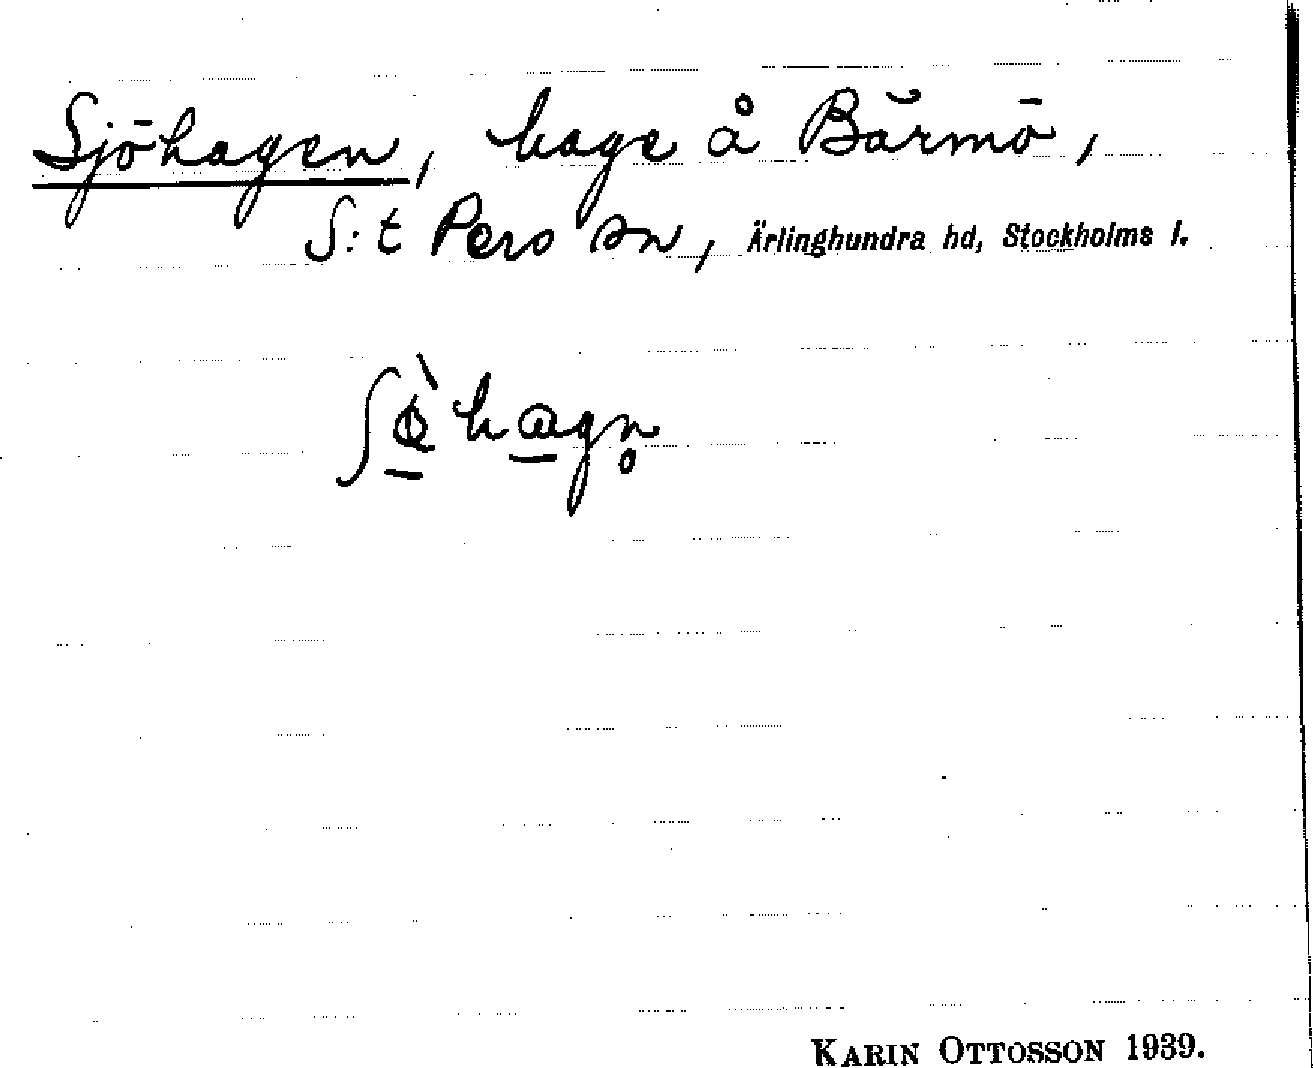 Sjöhagen, hage å Bärmö,
S:t Pers sn, Ärlinghundra hd, Stockholms l.
KARIN OTTOSSON 1939.